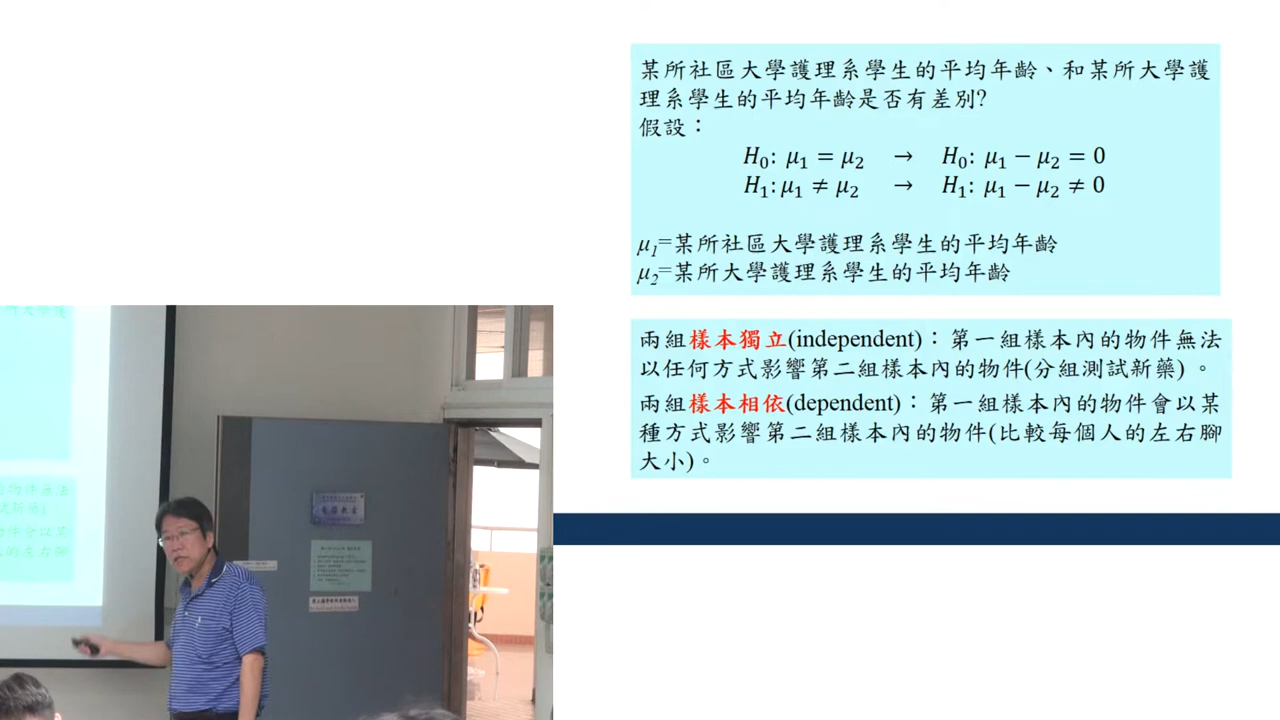 某所社區大學護理系學生的平均年齡、和某所大學護
理系學生的平均年齡是否有差別?
假設：
H₀: μ₁ = μ₂ → H₀: μ₁ − μ₂ = 0
H₁: μ₁ ≠ μ₂ → H₁: μ₁ − μ₂ ≠ 0
μ₁=某所社區大學護理系學生的平均年齡
μ₂=某所大學護理系學生的平均年齡
兩組樣本獨立(independent)：第一組樣本內的物件無法
以任何方式影響第二組樣本內的物件(分組測試新藥) 。
兩組樣本相依(dependent)：第一組樣本內的物件會以某
種方式影響第二組樣本內的物件(比較每個人的左右腳
大小)。